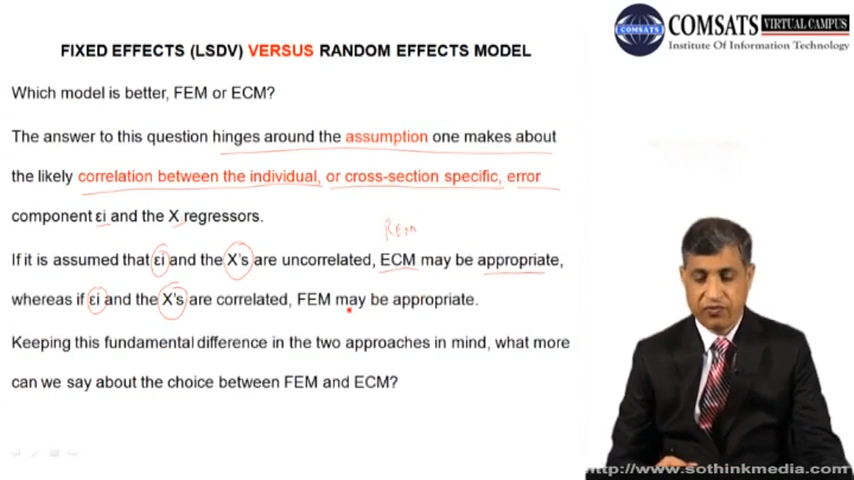 COMSATS VIRTUAL CAMPUS
Institute Of Information Technology
FIXED EFFECTS (LSDV) VERSUS RANDOM EFFECTS MODEL
Which model is better, FEM or ECM?
The answer to this question hinges around the assumption one makes about
the likely correlation between the individual, or cross-section specific, error
component εi and the X regressors.
REM
If it is assumed that εi and the X's are uncorrelated, ECM may be appropriate,
whereas if εi and the X's are correlated, FEM may be appropriate.
Keeping this fundamental difference in the two approaches in mind, what more
can we say about the choice between FEM and ECM?
http://www.sothinkmedia.com